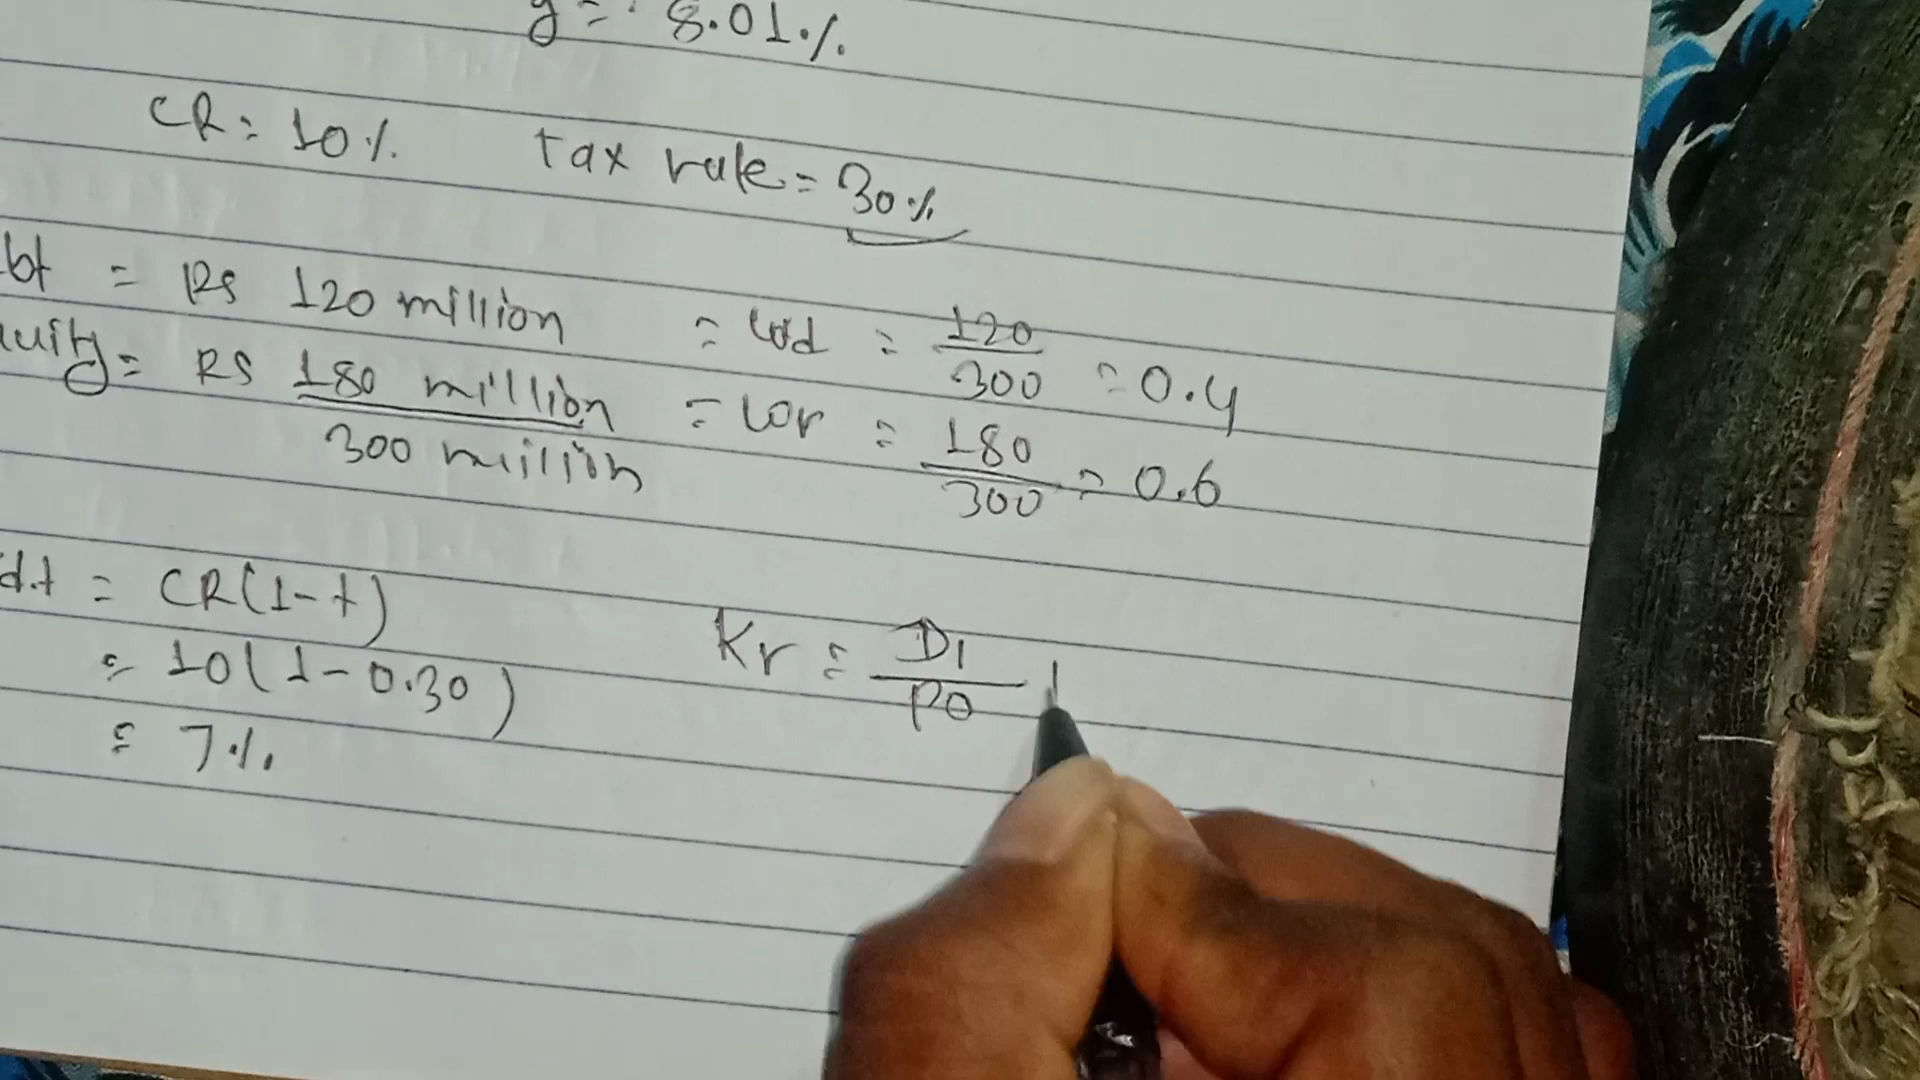 g = 8.01%
CR = 10% tax rate = 30%
bt = RS 120 million = wd = 120/300 = 0.4
uity = RS 180 million = wr = 180/300 = 0.6
300 million
d.t = CR(1-t)
= 10(1-0.30)
= 7%
Kr = D1/P0